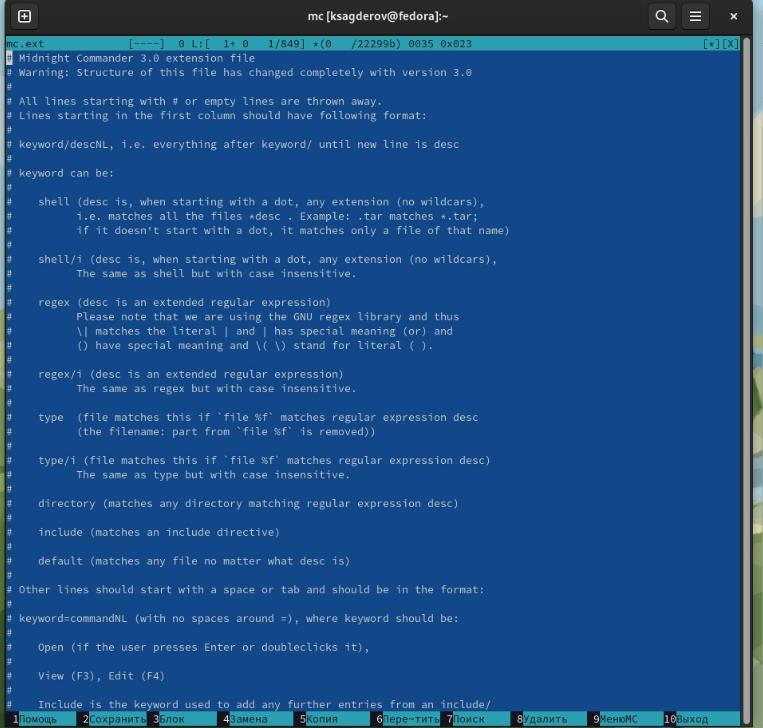 mc [ksagderov@fedora]:~
mc.ext [----] 0 L:[ 1+ 0 1/849] *(0 /22299b) 0035 0x023 [*][X]
# Midnight Commander 3.0 extension file
# Warning: Structure of this file has changed completely with version 3.0
#
# All lines starting with # or empty lines are thrown away.
# Lines starting in the first column should have following format:
#
# keyword/descNL, i.e. everything after keyword/ until new line is desc
#
# keyword can be:
#
# shell (desc is, when starting with a dot, any extension (no wildcars),
# i.e. matches all the files *desc . Example: .tar matches *.tar;
# if it doesn't start with a dot, it matches only a file of that name)
#
# shell/i (desc is, when starting with a dot, any extension (no wildcars),
# The same as shell but with case insensitive.
#
# regex (desc is an extended regular expression)
# Please note that we are using the GNU regex library and thus
# \| matches the literal | and | has special meaning (or) and
# () have special meaning and \( \) stand for literal ( ).
#
# regex/i (desc is an extended regular expression)
# The same as regex but with case insensitive.
#
# type (file matches this if `file %f` matches regular expression desc
# (the filename: part from `file %f` is removed))
#
# type/i (file matches this if `file %f` matches regular expression desc)
# The same as type but with case insensitive.
#
# directory (matches any directory matching regular expression desc)
#
# include (matches an include directive)
#
# default (matches any file no matter what desc is)
#
# Other lines should start with a space or tab and should be in the format:
#
# keyword=commandNL (with no spaces around =), where keyword should be:
#
# Open (if the user presses Enter or doubleclicks it),
#
# View (F3), Edit (F4)
#
# Include is the keyword used to add any further entries from an include/
1Помощь 2Сохранить 3Блок 4Замена 5Копия 6Пере~тить 7Поиск 8Удалить 9МенюMC 10Выход